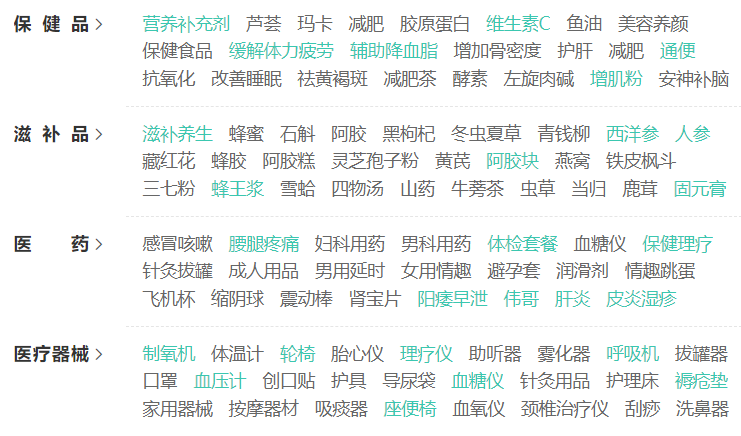 保健品 > 营养补充剂 芦荟 玛卡 减肥 胶原蛋白 维生素C 鱼油 美容养颜
保健食品 缓解体力疲劳 辅助降血脂 增加骨密度 护肝 减肥 通便
抗氧化 改善睡眠 祛黄褐斑 减肥茶 酵素 左旋肉碱 增肌粉 安神补脑
滋补品 > 滋补养生 蜂蜜 石斛 阿胶 黑枸杞 冬虫夏草 青钱柳 西洋参 人参
藏红花 蜂胶 阿胶糕 灵芝孢子粉 黄芪 阿胶块 燕窝 铁皮枫斗
三七粉 蜂王浆 雪蛤 四物汤 山药 牛蒡茶 虫草 当归 鹿茸 固元膏
医药 > 感冒咳嗽 腰腿疼痛 妇科用药 男科用药 体检套餐 血糖仪 保健理疗
针灸拔罐 成人用品 男用延时 女用情趣 避孕套 润滑剂 情趣跳蛋
飞机杯 缩阴球 震动棒 肾宝片 阳痿早泄 伟哥 肝炎 皮炎湿疹
医疗器械 > 制氧机 体温计 轮椅 胎心仪 理疗仪 助听器 雾化器 呼吸机 拔罐器
口罩 血压计 创口贴 护具 导尿袋 血糖仪 针灸用品 护理床 褥疮垫
家用器械 按摩器材 吸痰器 座便椅 血氧仪 颈椎治疗仪 刮痧 洗鼻器